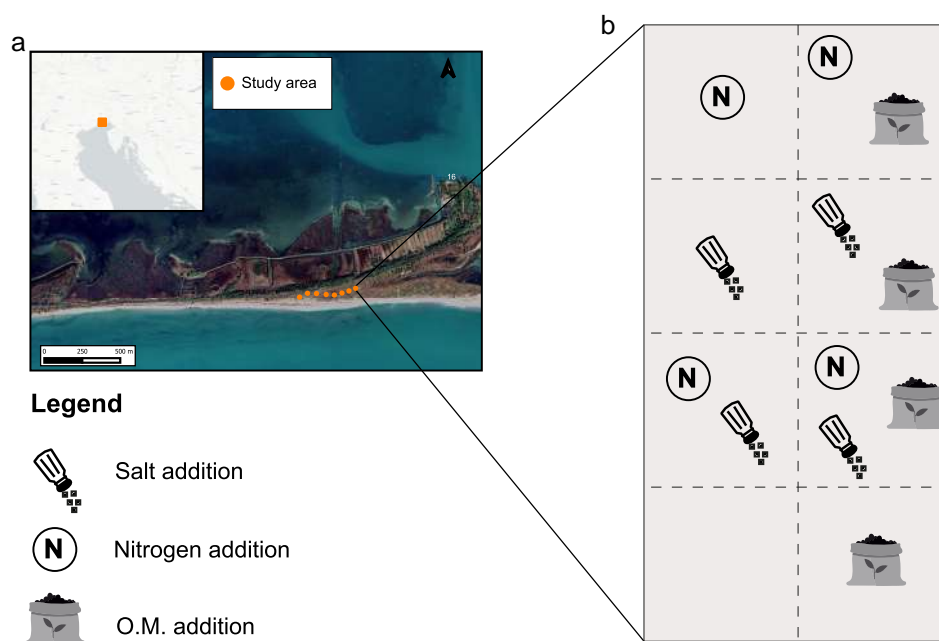 a
b
Study area
16
0 250 500 m
N
N
N
N
Legend
Salt addition
N
Nitrogen addition
O.M. addition